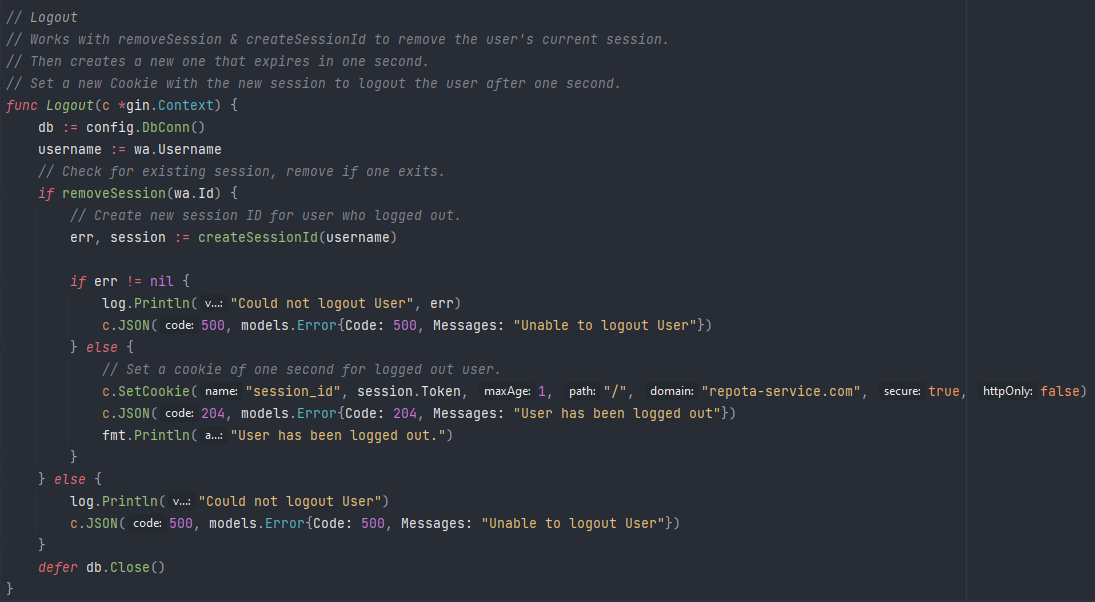 // Logout
// Works with removeSession & createSessionId to remove the user's current session.
// Then creates a new one that expires in one second.
// Set a new Cookie with the new session to logout the user after one second.
func Logout(c *gin.Context) {
    db := config.DbConn()
    username := wa.Username
    // Check for existing session, remove if one exits.
    if removeSession(wa.Id) {
        // Create new session ID for user who logged out.
        err, session := createSessionId(username)

        if err != nil {
            log.Println( v...: "Could not logout User", err)
            c.JSON( code: 500, models.Error{Code: 500, Messages: "Unable to logout User"})
        } else {
            // Set a cookie of one second for logged out user.
            c.SetCookie( name: "session_id", session.Token, maxAge: 1, path: "/", domain: "repota-service.com", secure: true, httpOnly: false)
            c.JSON( code: 204, models.Error{Code: 204, Messages: "User has been logged out"})
            fmt.Println( a...: "User has been logged out.")
        }
    } else {
        log.Println( v...: "Could not logout User")
        c.JSON( code: 500, models.Error{Code: 500, Messages: "Unable to logout User"})
    }
    defer db.Close()
}